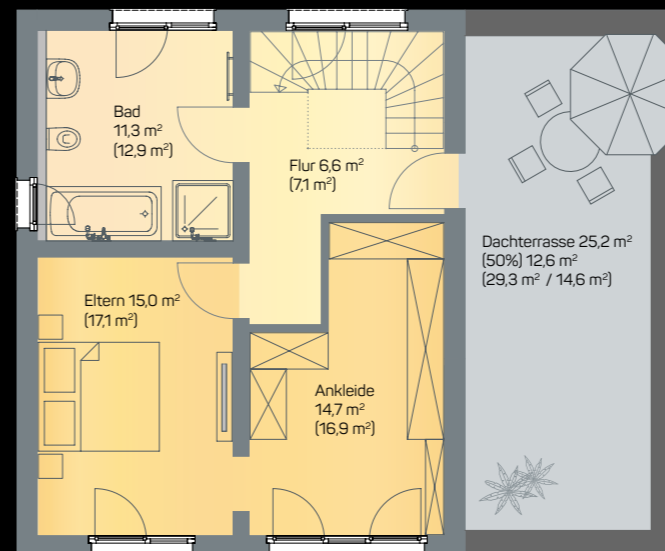 Bad
11,3 m²
(12,9 m²)
Flur 6,6 m²
(7,1 m²)
Dachterrasse 25,2 m²
(50%) 12,6 m²
(29,3 m² / 14,6 m²)
Eltern 15,0 m²
(17,1 m²)
Ankleide
14,7 m²
(16,9 m²)